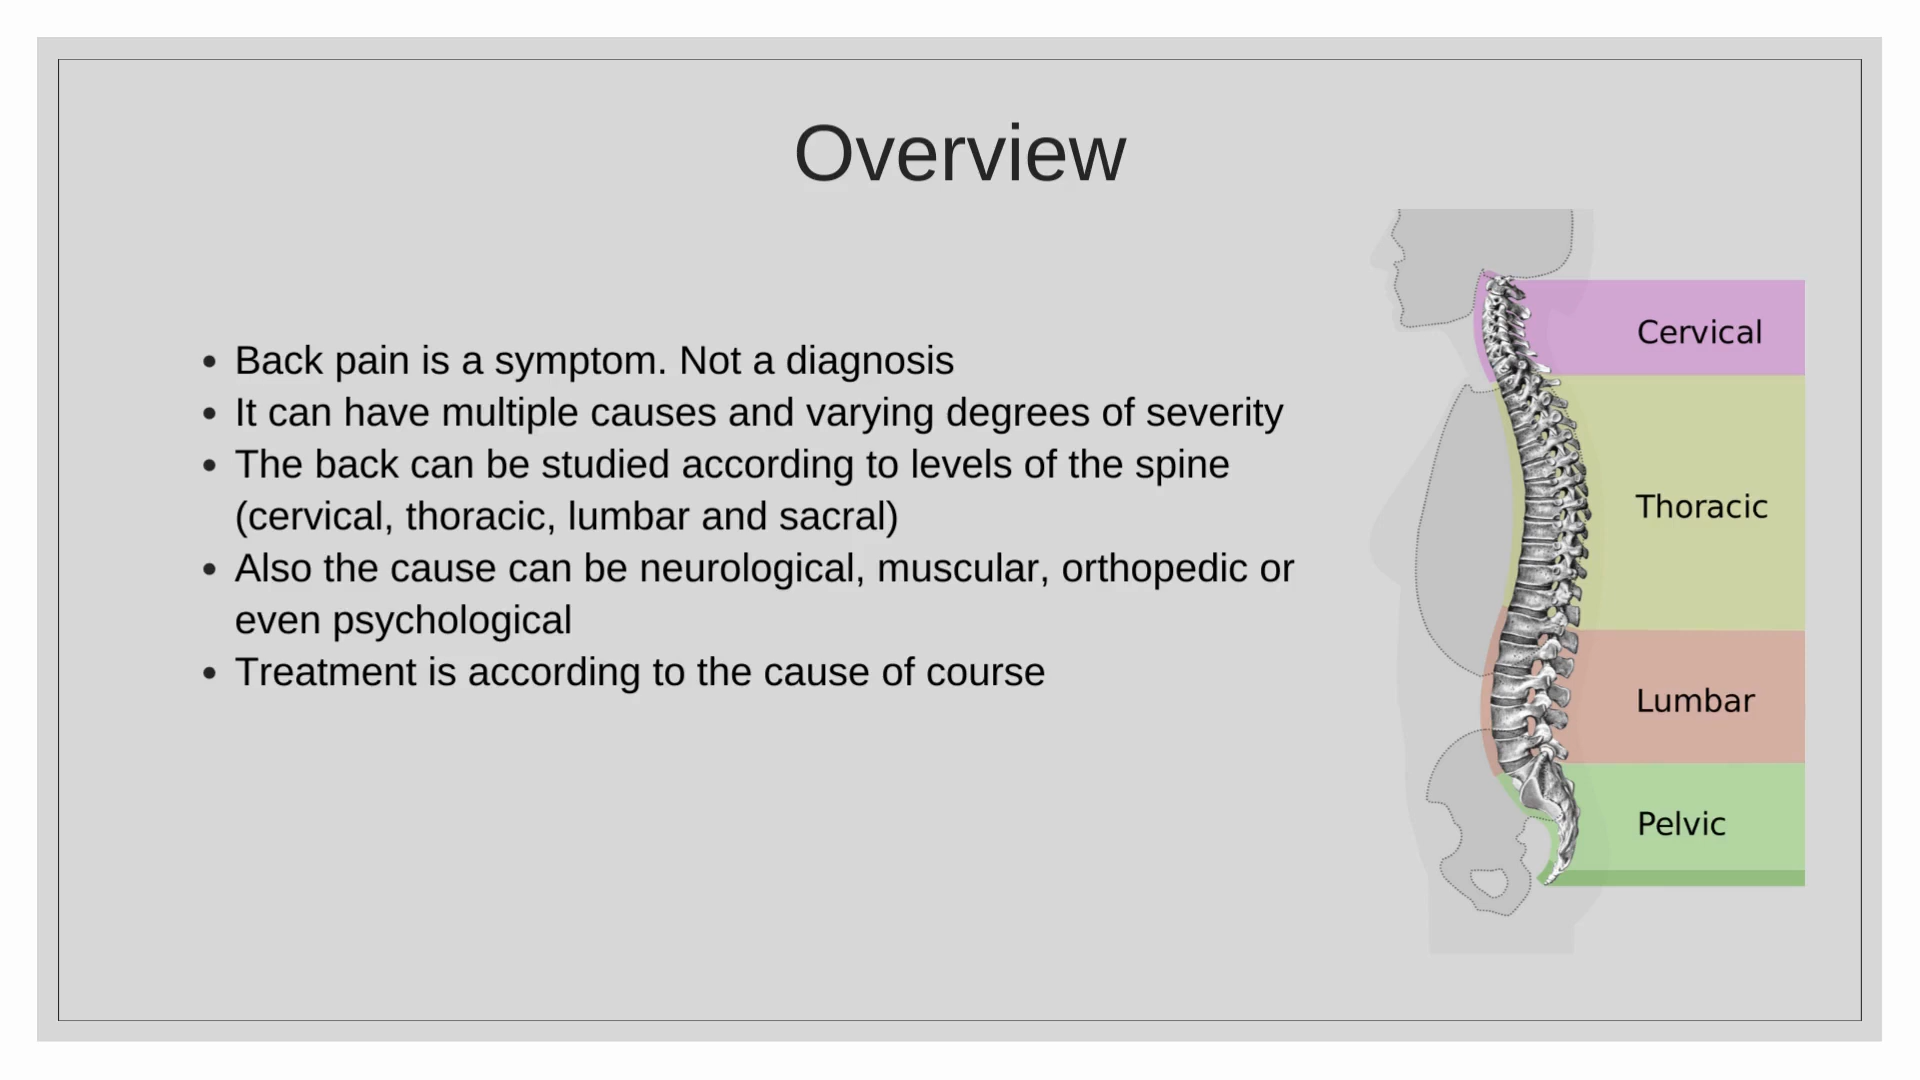 Overview
• Back pain is a symptom. Not a diagnosis
• It can have multiple causes and varying degrees of severity
• The back can be studied according to levels of the spine
(cervical, thoracic, lumbar and sacral)
• Also the cause can be neurological, muscular, orthopedic or
even psychological
• Treatment is according to the cause of course
Cervical
Thoracic
Lumbar
Pelvic